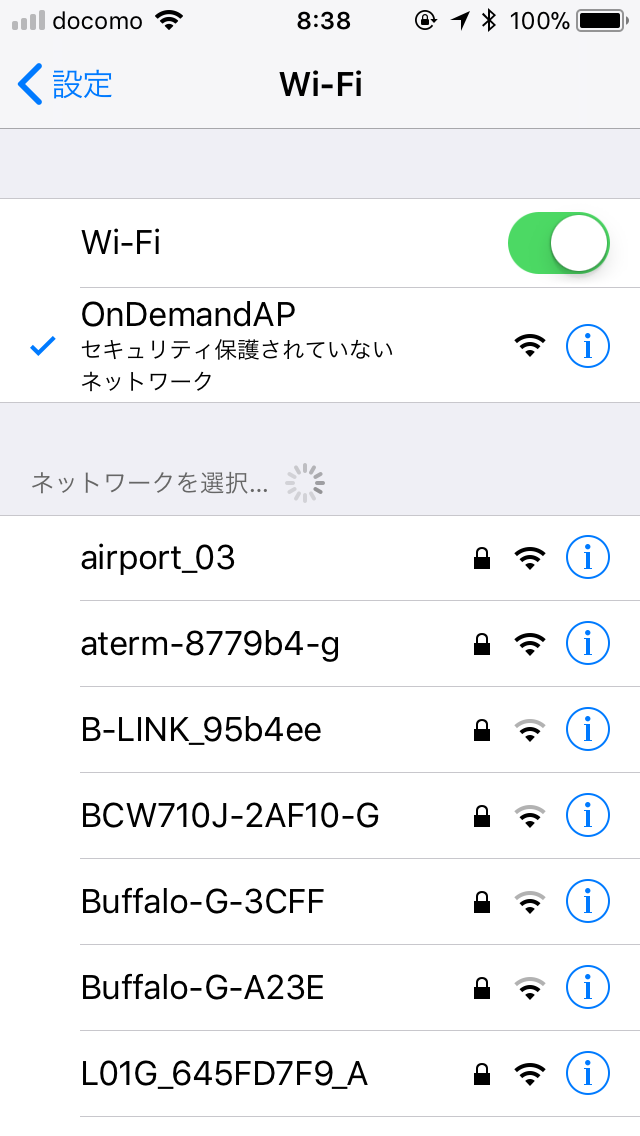 docomo 8:38 100%
設定 Wi-Fi
Wi-Fi
OnDemandAP
セキュリティ保護されていない
ネットワーク
ネットワークを選択...
airport_03
aterm-8779b4-g
B-LINK_95b4ee
BCW710J-2AF10-G
Buffalo-G-3CFF
Buffalo-G-A23E
L01G_645FD7F9_A